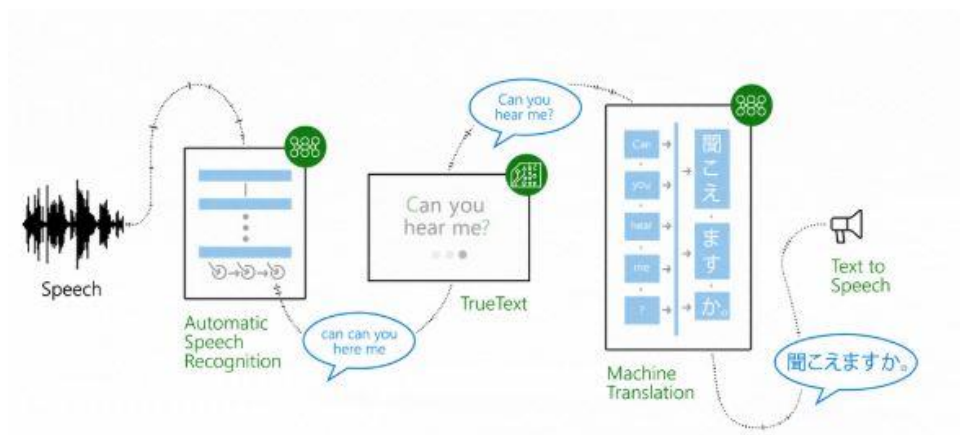 Speech
Automatic
Speech
Recognition
can can you
here me
Can you
hear me?
TrueText
Can you
hear me?
Can
you
hear
me
?
聞こえ
ます
か。
Machine
Translation
聞こえますか。
Text to
Speech